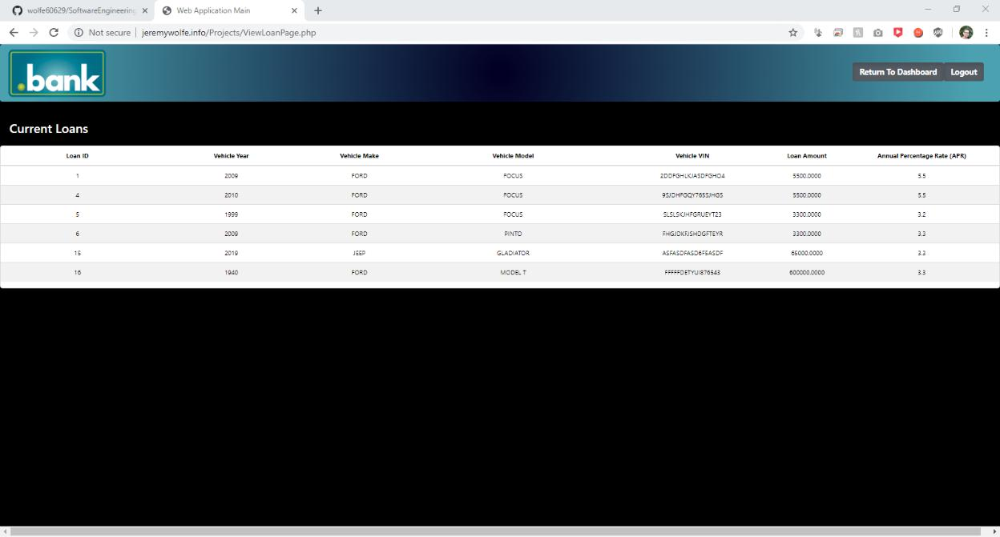 wolfe60629/SoftwareEngineering
Web Application Main
Not secure jeremywolfe.info/Projects/ViewLoanPage.php
.bank
Return To Dashboard Logout
Current Loans
Loan ID Vehicle Year Vehicle Make Vehicle Model Vehicle VIN Loan Amount Annual Percentage Rate (APR)
1 2009 FORD FOCUS 2DDFGHLKJASDFGHO4 5500.0000 5.5
4 2010 FORD FOCUS 9SJDHFGQY765SJHGS 5500.0000 5.5
5 1999 FORD FOCUS SLSLSKJHFGRUEYT23 3300.0000 3.2
6 2009 FORD PINTO FHGJDKFJSHDGFTEYR 3300.0000 3.3
15 2019 JEEP GLADIATOR ASFASDFASD6F5ASDF 65000.0000 3.3
16 1940 FORD MODEL T FFFFFDETYUI876543 600000.0000 3.3